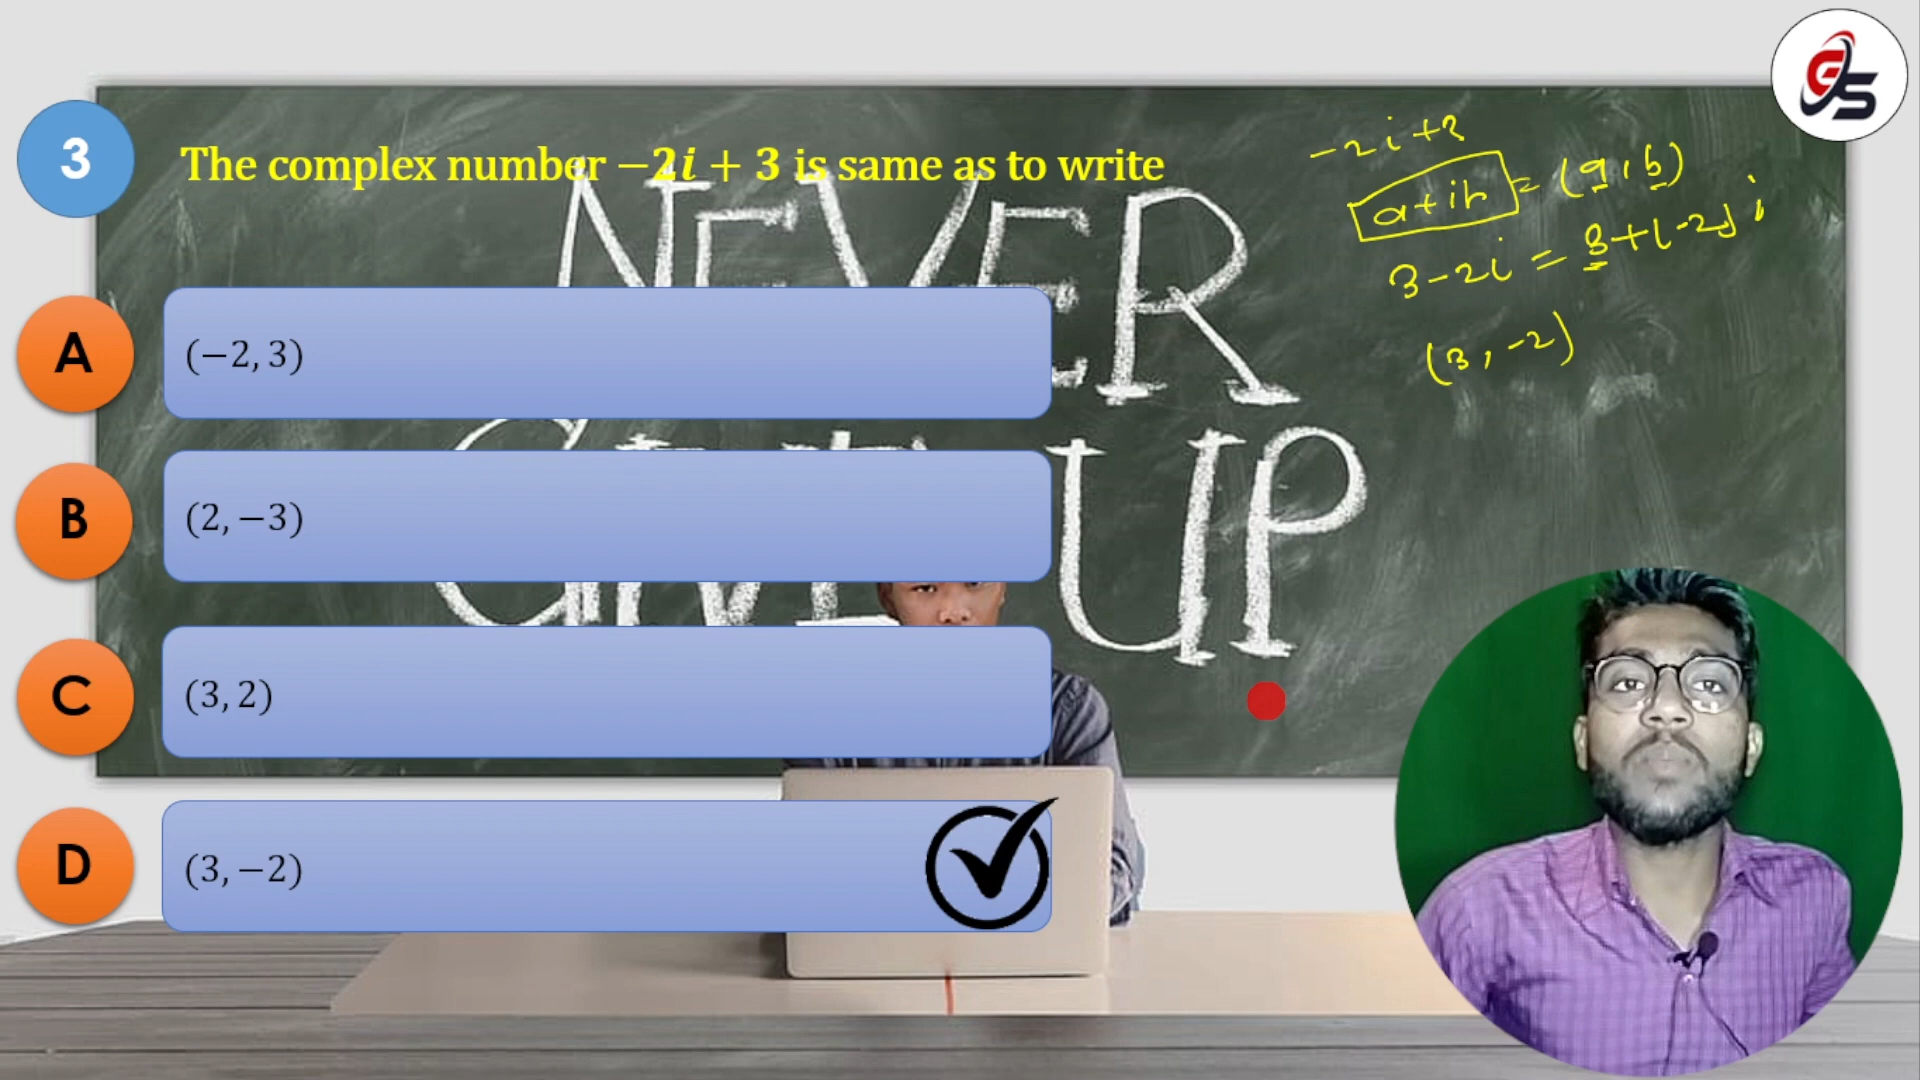 GS
3
The complex number −2i + 3 is same as to write
-2i+3
a+ib = (a, b)
3-2i = 3+(-2)i
(3, -2)
NEVER
UP
A
(−2, 3)
B
(2, −3)
C
(3, 2)
D
(3, −2)